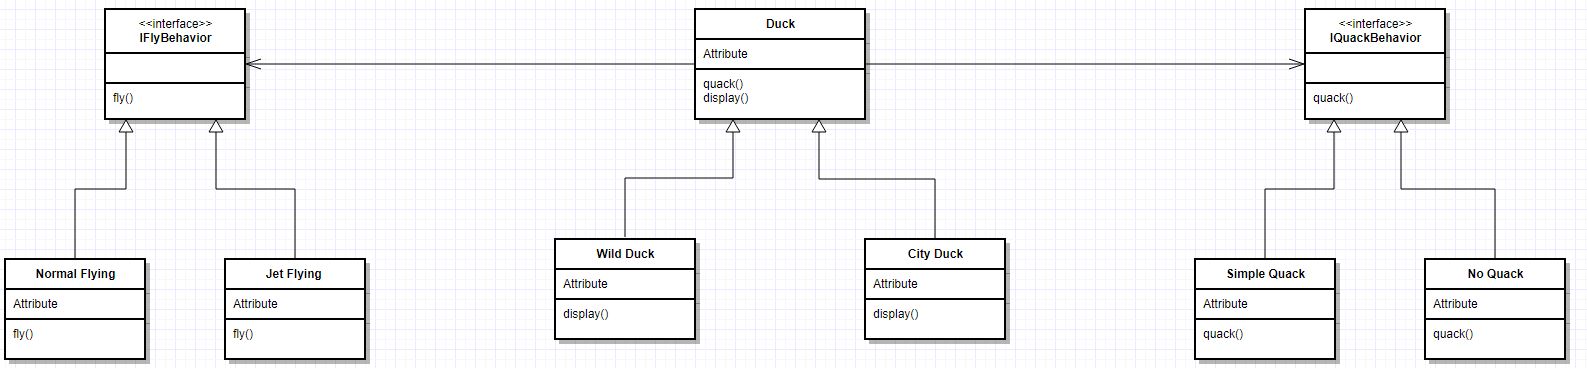 <<interface>>
IFlyBehavior
fly()
Duck
Attribute
quack()
display()
<<interface>>
IQuackBehavior
quack()
Normal Flying
Attribute
fly()
Jet Flying
Attribute
fly()
Wild Duck
Attribute
display()
City Duck
Attribute
display()
Simple Quack
Attribute
quack()
No Quack
Attribute
quack()